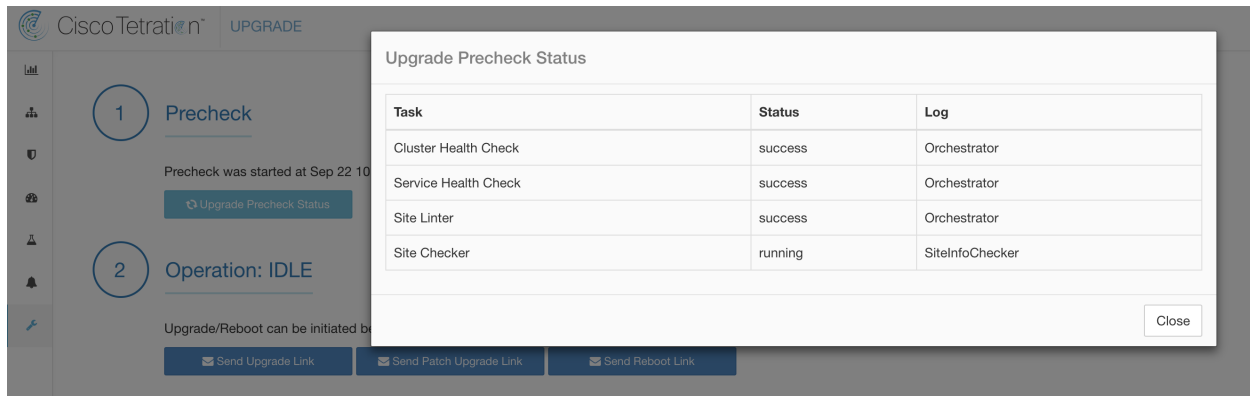 Cisco Tetration™
UPGRADE
Upgrade Precheck Status
Task Status Log
Cluster Health Check success Orchestrator
Service Health Check success Orchestrator
Site Linter success Orchestrator
Site Checker running SiteInfoChecker
Close
1 Precheck
Precheck was started at Sep 22 10
Upgrade Precheck Status
2 Operation: IDLE
Upgrade/Reboot can be initiated be
Send Upgrade Link Send Patch Upgrade Link Send Reboot Link